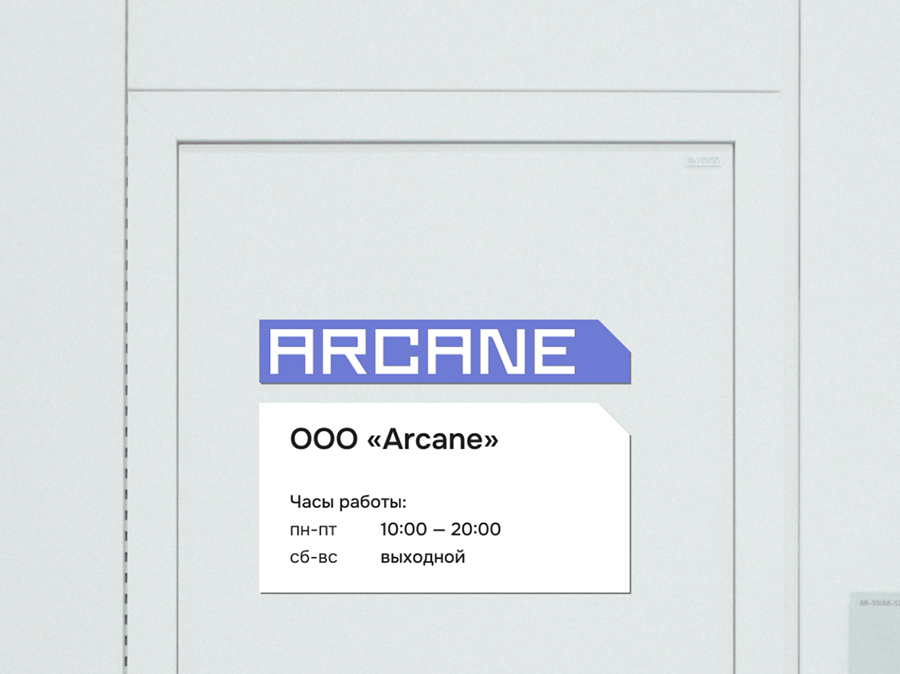 ARCANE
ООО «Arcane»
Часы работы:
пн-пт 10:00 — 20:00
сб-вс выходной